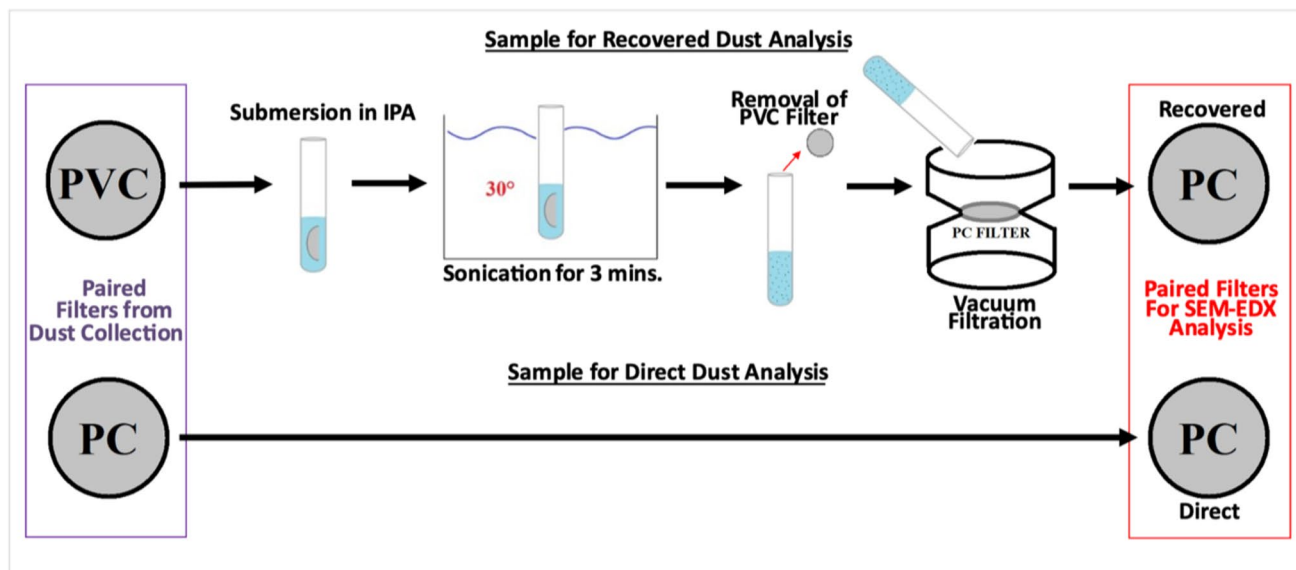 Sample for Recovered Dust Analysis
PVC
Submersion in IPA
30°
Sonication for 3 mins.
Removal of
PVC Filter
PC FILTER
Vacuum
Filtration
Recovered
PC
Paired
Filters from
Dust Collection
Paired Filters
For SEM-EDX
Analysis
Sample for Direct Dust Analysis
PC
PC
Direct